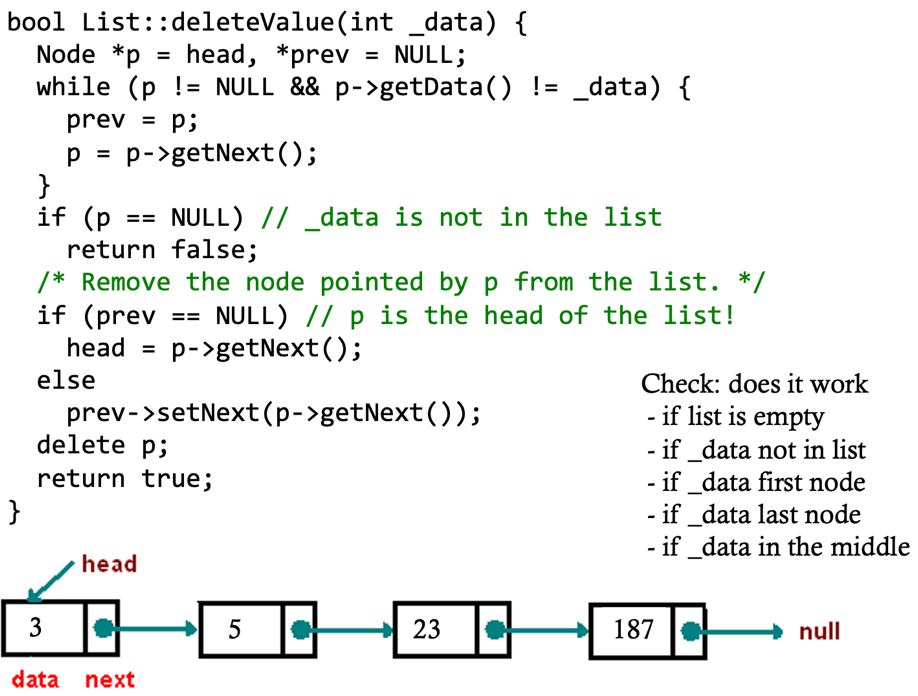 bool List::deleteValue(int _data) {
  Node *p = head, *prev = NULL;
  while (p != NULL && p->getData() != _data) {
    prev = p;
    p = p->getNext();
  }
  if (p == NULL) // _data is not in the list
    return false;
  /* Remove the node pointed by p from the list. */
  if (prev == NULL) // p is the head of the list!
    head = p->getNext();
  else
    prev->setNext(p->getNext());
  delete p;
  return true;
}
Check: does it work
- if list is empty
- if _data not in list
- if _data first node
- if _data last node
- if _data in the middle
head
3 5 23 187 null
data next